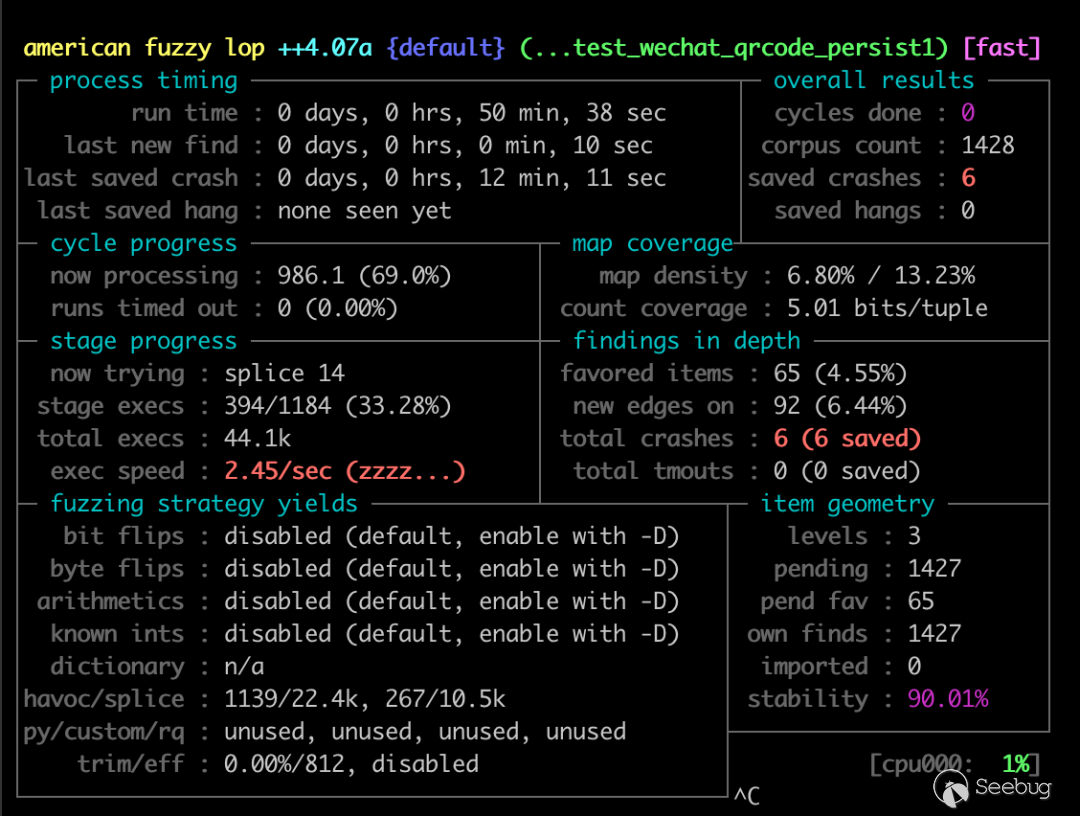 american fuzzy lop ++4.07a {default} (...test_wechat_qrcode_persist1) [fast]
process timing overall results
run time : 0 days, 0 hrs, 50 min, 38 sec cycles done : 0
last new find : 0 days, 0 hrs, 0 min, 10 sec corpus count : 1428
last saved crash : 0 days, 0 hrs, 12 min, 11 sec saved crashes : 6
last saved hang : none seen yet saved hangs : 0
cycle progress map coverage
now processing : 986.1 (69.0%) map density : 6.80% / 13.23%
runs timed out : 0 (0.00%) count coverage : 5.01 bits/tuple
stage progress findings in depth
now trying : splice 14 favored items : 65 (4.55%)
stage execs : 394/1184 (33.28%) new edges on : 92 (6.44%)
total execs : 44.1k total crashes : 6 (6 saved)
exec speed : 2.45/sec (zzzz...) total tmouts : 0 (0 saved)
fuzzing strategy yields item geometry
bit flips : disabled (default, enable with -D) levels : 3
byte flips : disabled (default, enable with -D) pending : 1427
arithmetics : disabled (default, enable with -D) pend fav : 65
known ints : disabled (default, enable with -D) own finds : 1427
dictionary : n/a imported : 0
havoc/splice : 1139/22.4k, 267/10.5k stability : 90.01%
py/custom/rq : unused, unused, unused, unused
trim/eff : 0.00%/812, disabled [cpu000: 1%]
^C Seebug